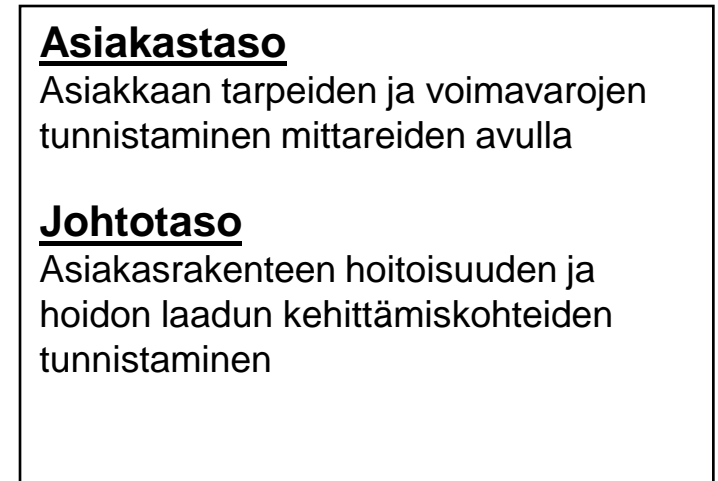 Asiakastaso
Asiakkaan tarpeiden ja voimavarojen
tunnistaminen mittareiden avulla
Johtotaso
Asiakasrakenteen hoitoisuuden ja
hoidon laadun kehittämiskohteiden
tunnistaminen